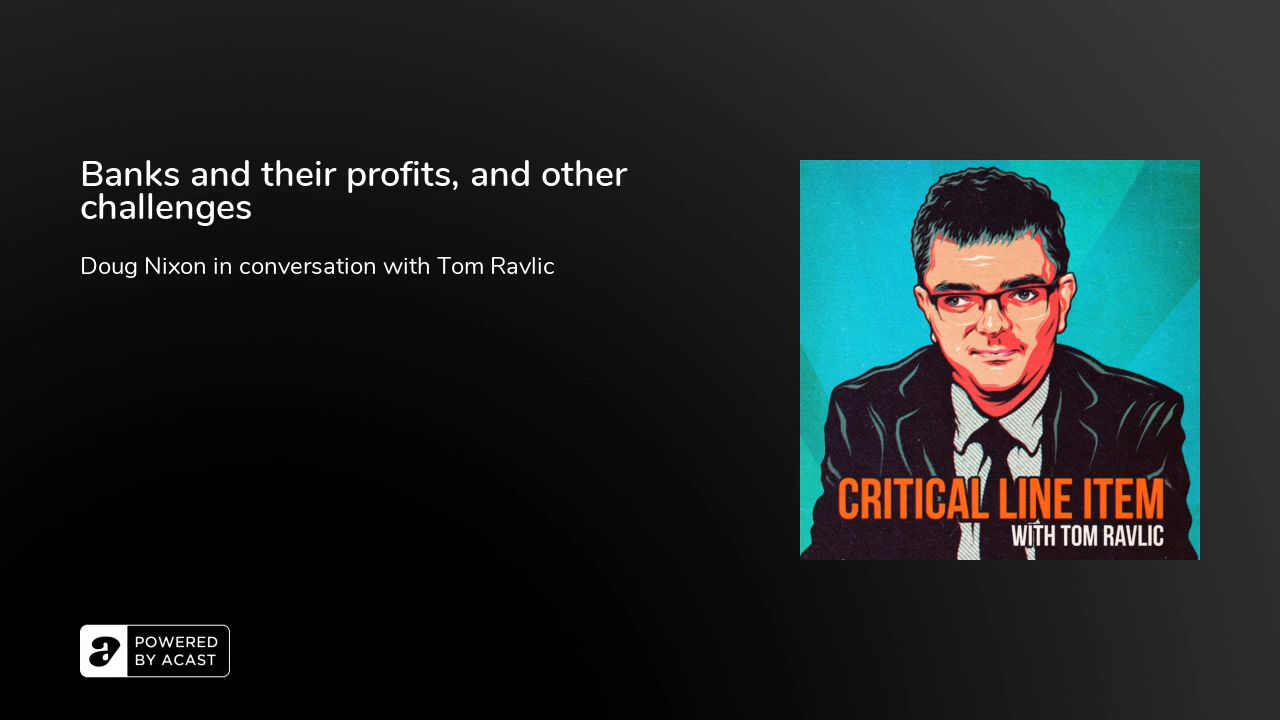 Banks and their profits, and other
challenges
Doug Nixon in conversation with Tom Ravlic
CRITICAL LINE ITEM
WITH TOM RAVLIC
a
POWERED
BY ACAST